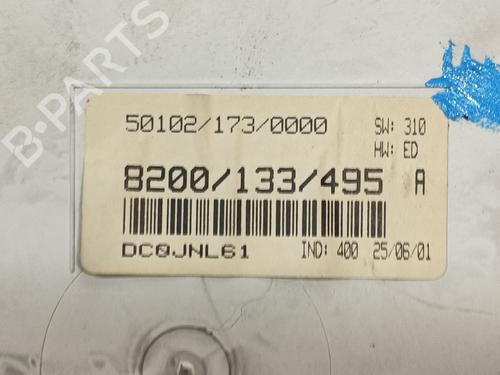 B-PARTS
50102/173/0000 SW: 310
HW: ED
8200/133/495 A
DC0JNL61 IND: 400 25/06/01